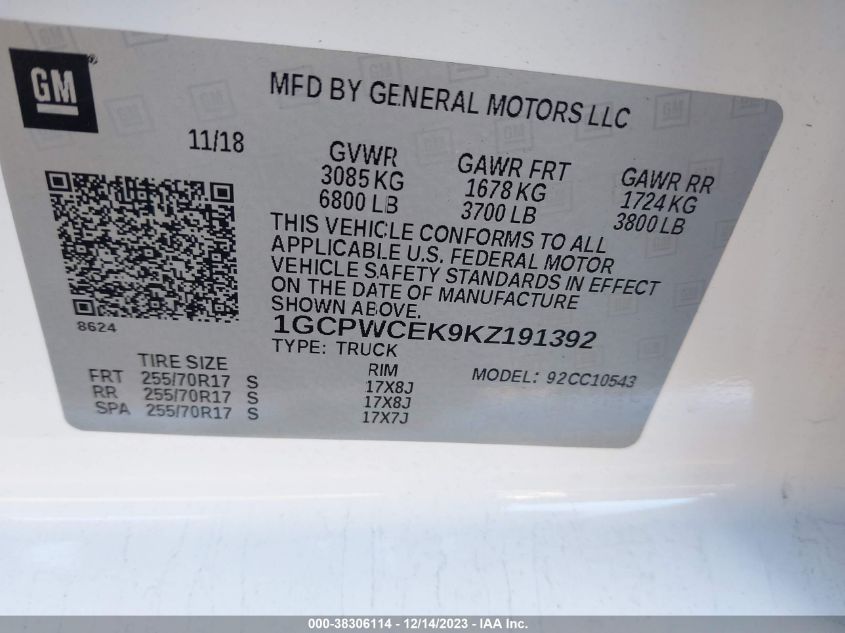 GM®
MFD BY GENERAL MOTORS LLC
11/18
GVWR
3085 KG
6800 LB
GAWR FRT
1678 KG
3700 LB
GAWR RR
1724 KG
3800 LB
THIS VEHICLE CONFORMS TO ALL
APPLICABLE U.S. FEDERAL MOTOR
VEHICLE SAFETY STANDARDS IN EFFECT
ON THE DATE OF MANUFACTURE
SHOWN ABOVE.
8624
1GCPWCEK9KZ191392
TYPE: TRUCK
MODEL: 92CC10543
TIRE SIZE RIM
FRT 255/70R17 S 17X8J
RR 255/70R17 S 17X8J
SPA 255/70R17 S 17X7J
000-38306114 - 12/14/2023 - IAA Inc.